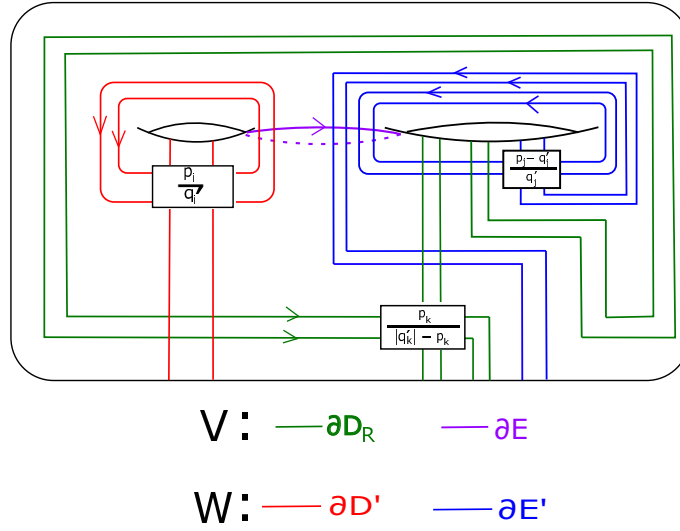 p_i
q_i'
p_j – q_j'
q_j'
p_k
|q_k'| – p_k
V: ∂D_R ∂E
W: ∂D' ∂E'